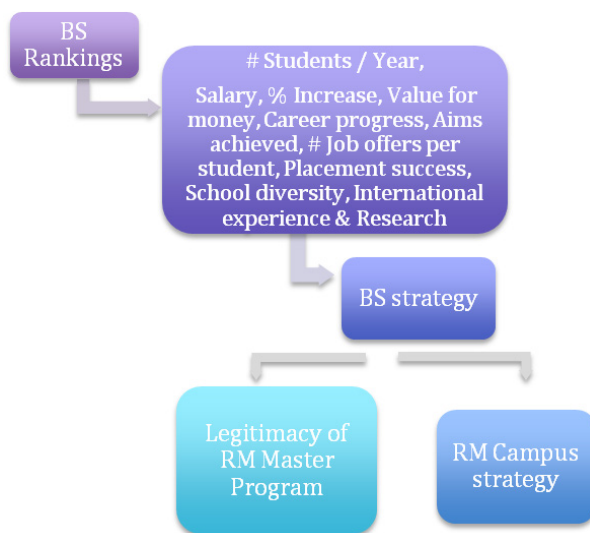 BS
Rankings
# Students / Year,
Salary, % Increase, Value for
money, Career progress, Aims
achieved, # Job offers per
student, Placement success,
School diversity, International
experience & Research
BS strategy
Legitimacy of
RM Master
Program
RM Campus
strategy